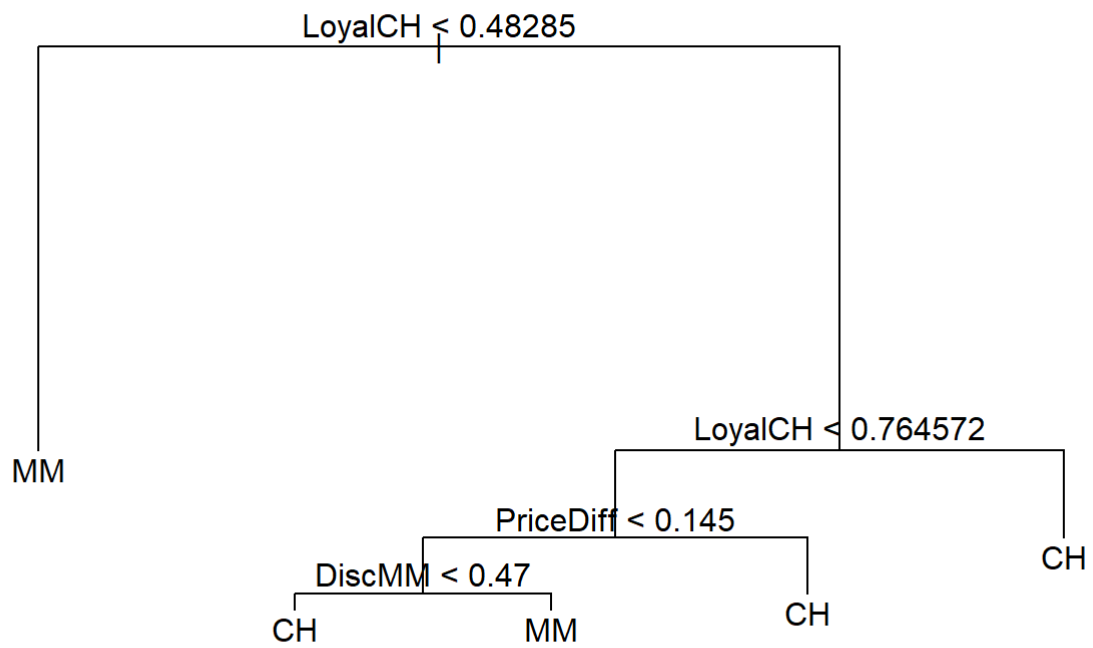 LoyalCH < 0.48285
LoyalCH < 0.764572
MM
PriceDiff < 0.145
CH
DiscMM < 0.47
CH
CH
MM